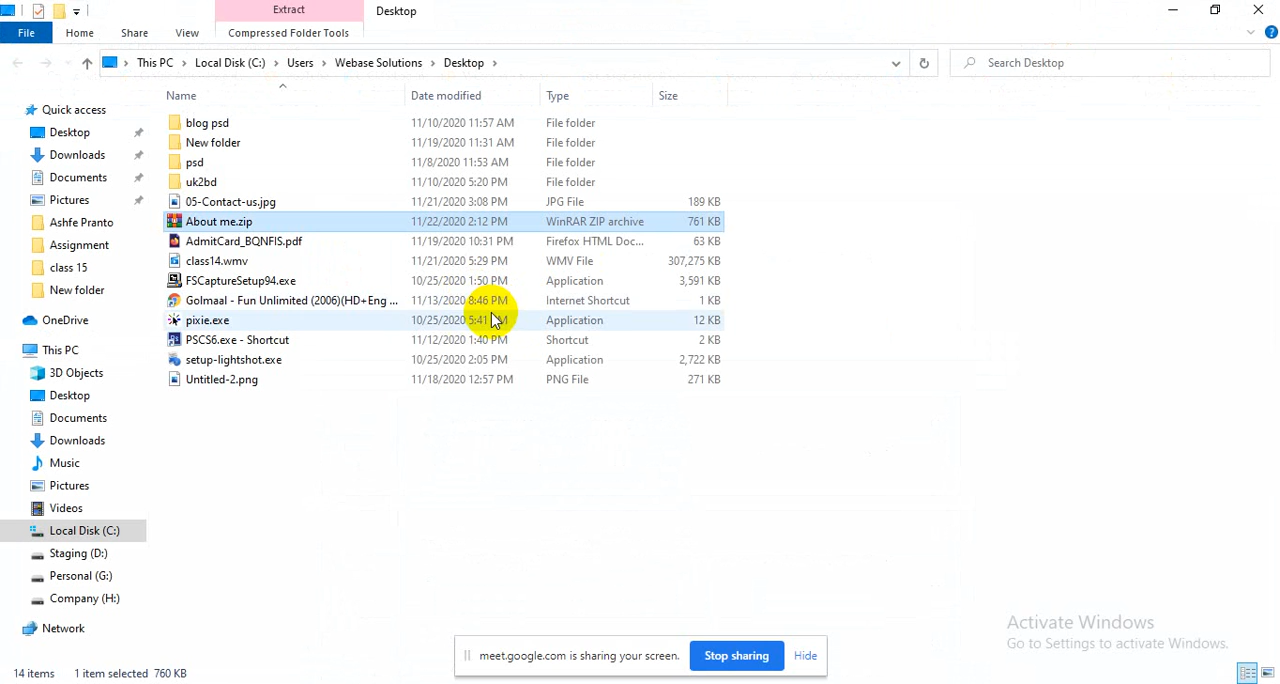 Extract
Desktop
File Home Share View Compressed Folder Tools
This PC Local Disk (C:) Users Webase Solutions Desktop
Search Desktop
Name Date modified Type Size
blog psd 11/10/2020 11:57 AM File folder
New folder 11/19/2020 11:31 AM File folder
psd 11/8/2020 11:53 AM File folder
uk2bd 11/10/2020 5:20 PM File folder
05-Contact-us.jpg 11/21/2020 3:08 PM JPG File 189 KB
About me.zip 11/22/2020 2:12 PM WinRAR ZIP archive 761 KB
AdmitCard_BQNFIS.pdf 11/19/2020 10:31 PM Firefox HTML Doc... 63 KB
class14.wmv 11/21/2020 5:29 PM WMV File 307,275 KB
FSCaptureSetup94.exe 10/25/2020 1:50 PM Application 3,591 KB
Golmaal - Fun Unlimited (2006)(HD+Eng ... 11/13/2020 8:46 PM Internet Shortcut 1 KB
pixie.exe 10/25/2020 5:41 Application 12 KB
PSCS6.exe - Shortcut 11/12/2020 1:40 PM Shortcut 2 KB
setup-lightshot.exe 10/25/2020 2:05 PM Application 2,722 KB
Untitled-2.png 11/18/2020 12:57 PM PNG File 271 KB
Quick access
Desktop
Downloads
Documents
Pictures
Ashfe Pranto
Assignment
class 15
New folder
OneDrive
This PC
3D Objects
Desktop
Documents
Downloads
Music
Pictures
Videos
Local Disk (C:)
Staging (D:)
Personal (G:)
Company (H:)
Network
Activate Windows
Go to Settings to activate Windows.
meet.google.com is sharing your screen. Stop sharing Hide
14 items 1 item selected 760 KB